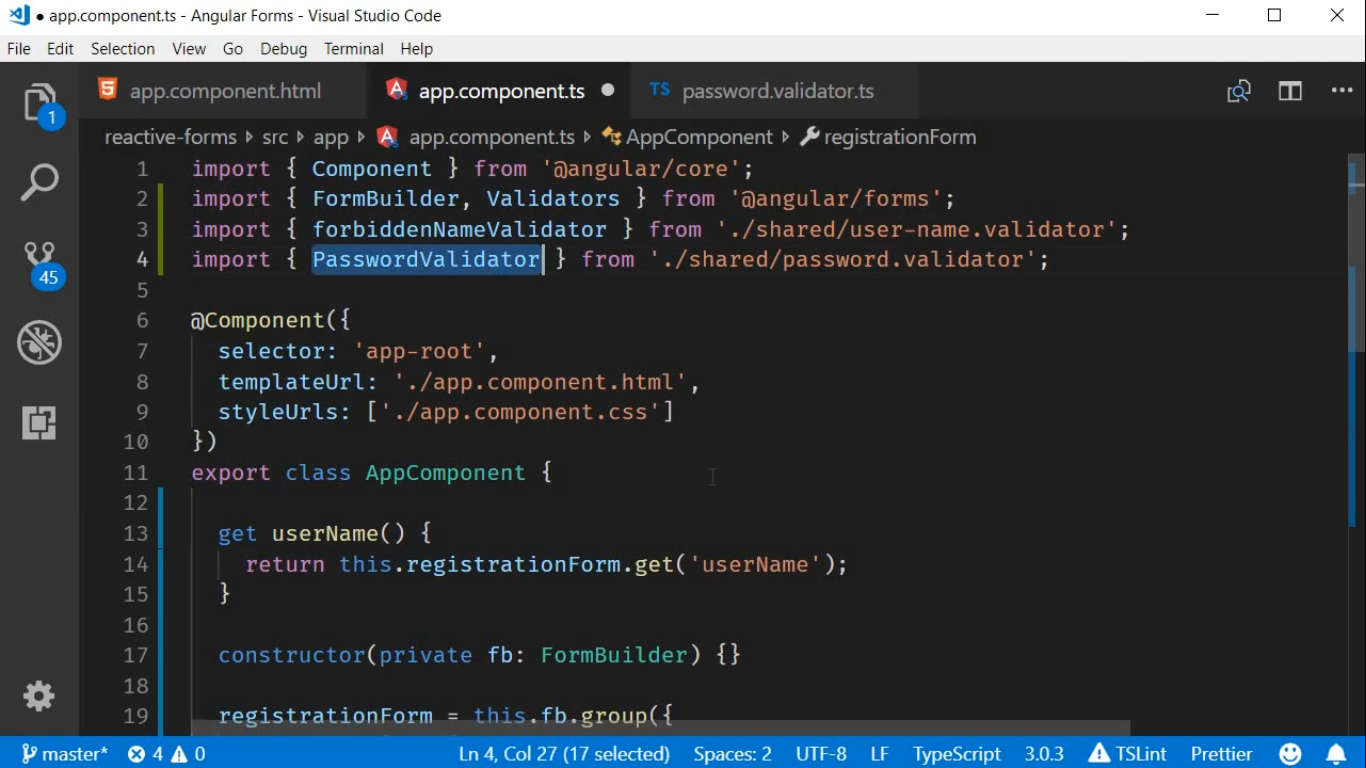 app.component.ts - Angular Forms - Visual Studio Code
File Edit Selection View Go Debug Terminal Help
app.component.html app.component.ts TS password.validator.ts
1
reactive-forms src app app.component.ts AppComponent registrationForm
1 import { Component } from '@angular/core';
2 import { FormBuilder, Validators } from '@angular/forms';
3 import { forbiddenNameValidator } from './shared/user-name.validator';
4 import { PasswordValidator } from './shared/password.validator';
45
5
6 @Component({
7 selector: 'app-root',
8 templateUrl: './app.component.html',
9 styleUrls: ['./app.component.css']
10 })
11 export class AppComponent {
12
13 get userName() {
14 return this.registrationForm.get('userName');
15 }
16
17 constructor(private fb: FormBuilder) {}
18
19 registrationForm = this.fb.group({
master* 4 0 Ln 4, Col 27 (17 selected) Spaces: 2 UTF-8 LF TypeScript 3.0.3 TSLint Prettier